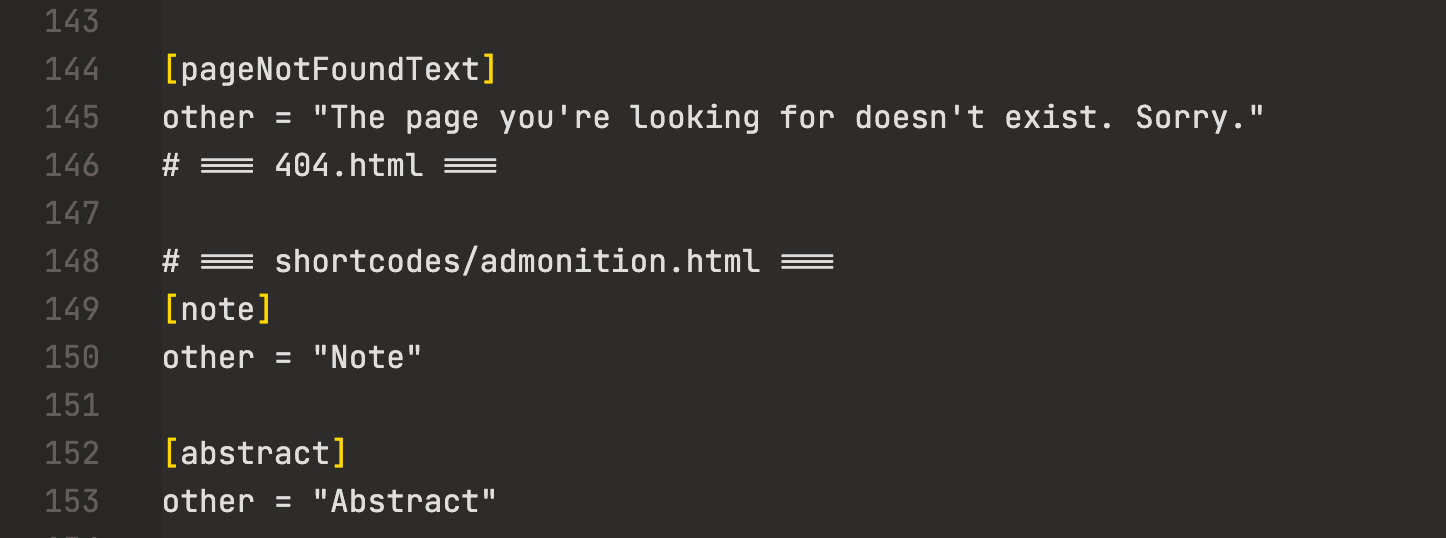 143
144 [pageNotFoundText]
145 other = "The page you're looking for doesn't exist. Sorry."
146 # === 404.html ===
147
148 # === shortcodes/admonition.html ===
149 [note]
150 other = "Note"
151
152 [abstract]
153 other = "Abstract"